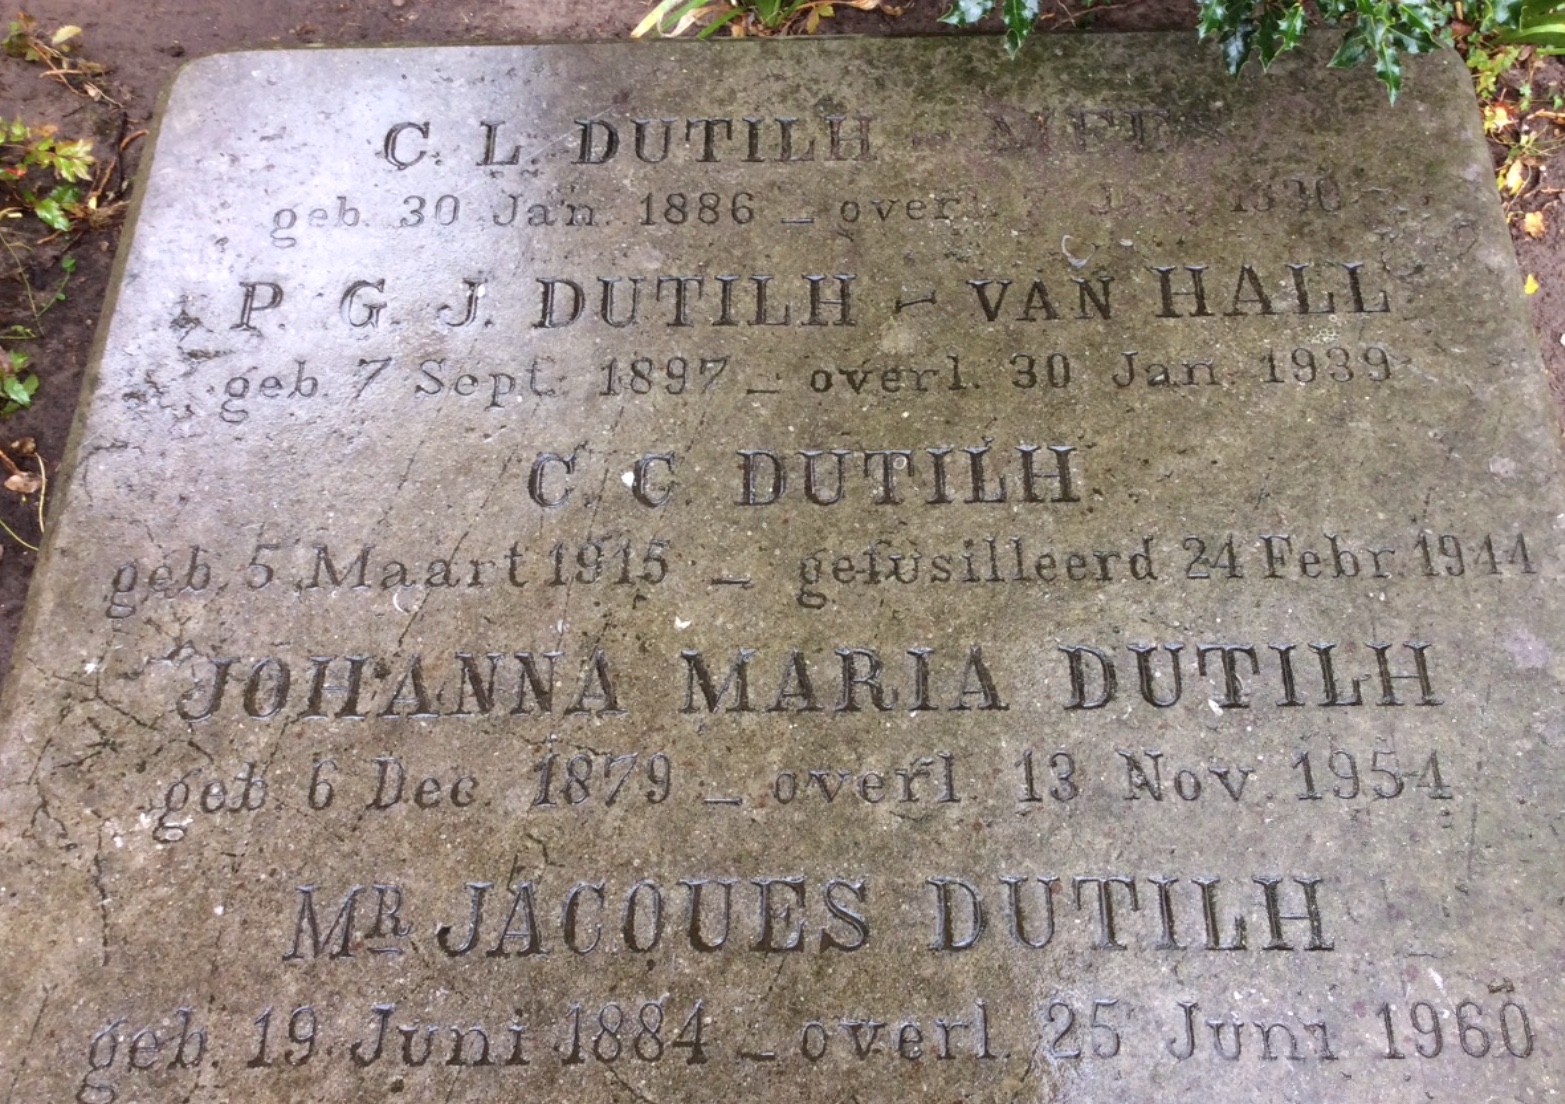 C. L. DUTILH – MEES
geb. 30 Jan. 1886 – overl. Jan.
P. G. J. DUTILH – VAN HALL
geb. 7 Sept. 1897 – overl. 30 Jan. 1939
C. C. DUTILH
geb. 5 Maart 1915 – gefusilleerd 24 Febr. 1944
JOHANNA MARIA DUTILH
geb. 6 Dec. 1879 – overl. 13 Nov. 1954
MR JACQUES DUTILH
geb. 19 Juni 1884 – overl. 25 Juni 1960